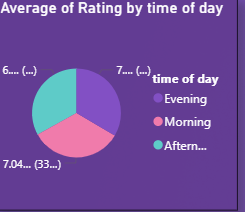 Average of Rating by time of day
6.... (...)
7.... (...)
time of day
Evening
Morning
Aftern...
7.04... (33...)